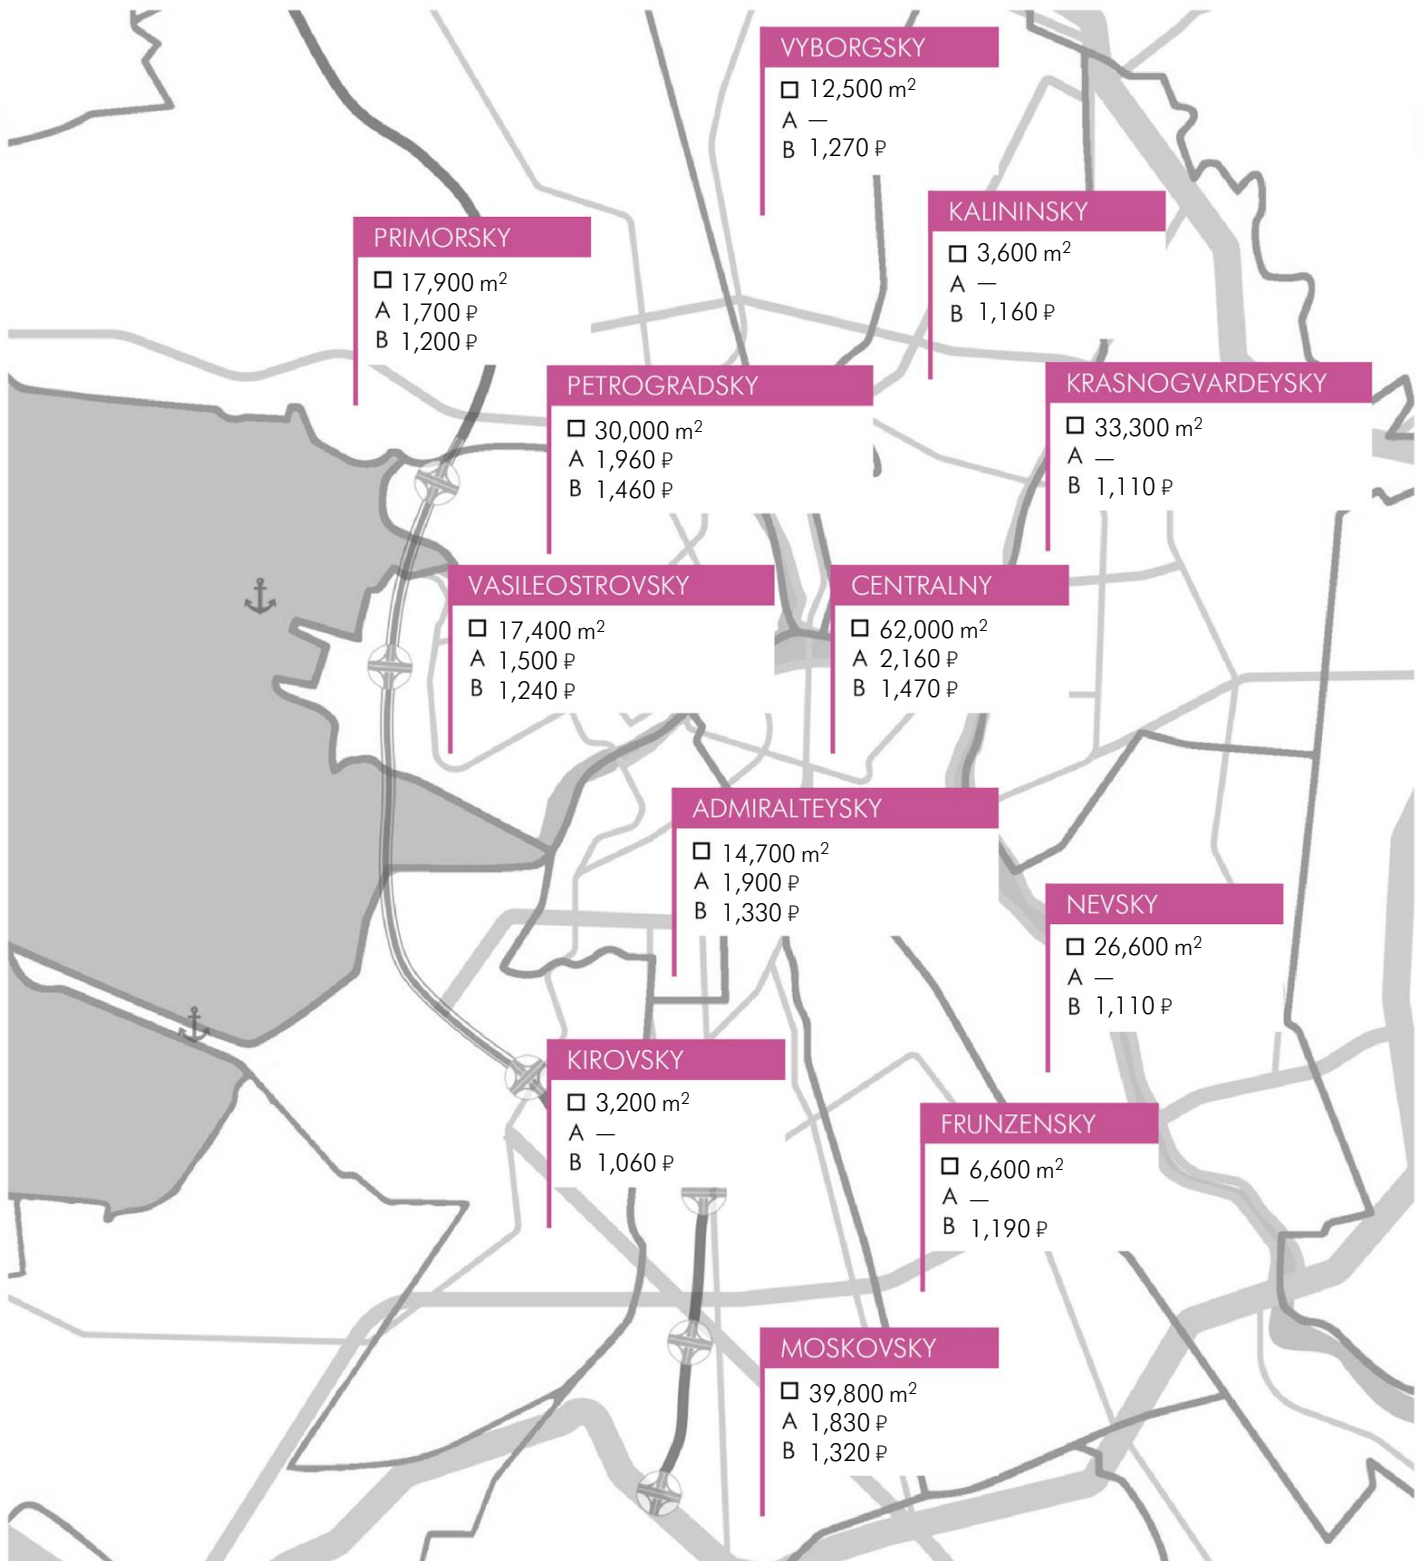 VYBORGSKY
12,500 m²
A —
B 1,270 ₽
KALININSKY
3,600 m²
A —
B 1,160 ₽
PRIMORSKY
17,900 m²
A 1,700 ₽
B 1,200 ₽
PETROGRADSKY
30,000 m²
A 1,960 ₽
B 1,460 ₽
KRASNOGVARDEYSKY
33,300 m²
A —
B 1,110 ₽
VASILEOSTROVSKY
17,400 m²
A 1,500 ₽
B 1,240 ₽
CENTRALNY
62,000 m²
A 2,160 ₽
B 1,470 ₽
ADMIRALTEYSKY
14,700 m²
A 1,900 ₽
B 1,330 ₽
NEVSKY
26,600 m²
A —
B 1,110 ₽
KIROVSKY
3,200 m²
A —
B 1,060 ₽
FRUNZENSKY
6,600 m²
A —
B 1,190 ₽
MOSKOVSKY
39,800 m²
A 1,830 ₽
B 1,320 ₽